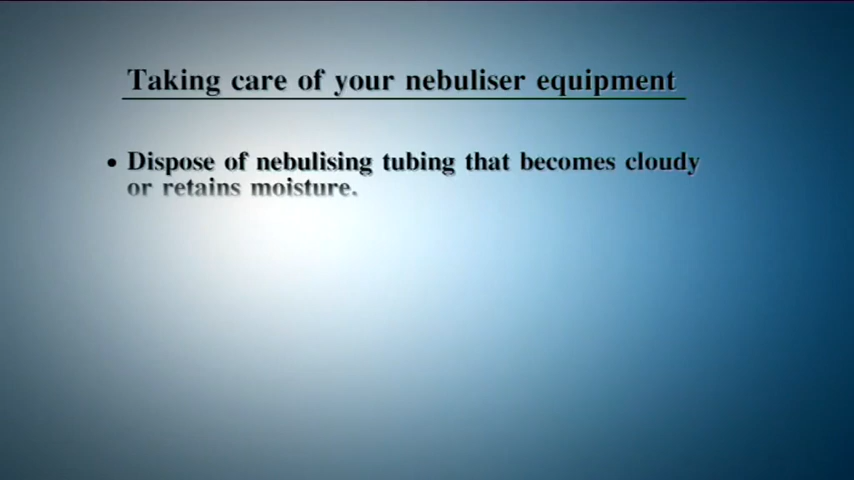 Taking care of your nebuliser equipment
• Dispose of nebulising tubing that becomes cloudy
or retains moisture.